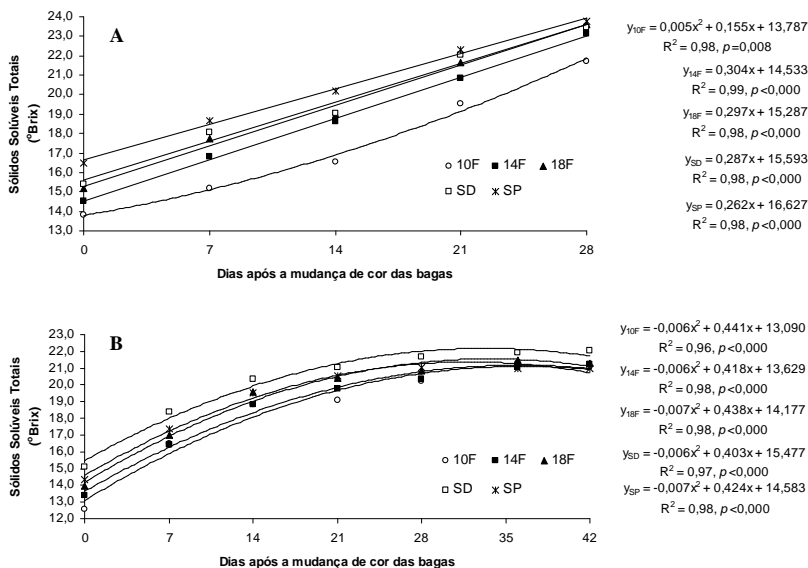 A
24,0
23,0
22,0
21,0
20,0
19,0
18,0
17,0
16,0
15,0
14,0
13,0
Sólidos Solúveis Totais
(ºBrix)
10F 14F 18F
SD SP
0 7 14 21 28
Dias após a mudança de cor das bagas
y10F = 0,005x² + 0,155x + 13,787
R² = 0,98, p=0,008
y14F = 0,304x + 14,533
R² = 0,99, p<0,000
y18F = 0,297x + 15,287
R² = 0,98, p<0,000
ySD = 0,287x + 15,593
R² = 0,98, p<0,000
ySP = 0,262x + 16,627
R² = 0,98, p<0,000
B
23,0
22,0
21,0
20,0
19,0
18,0
17,0
16,0
15,0
14,0
13,0
12,0
Sólidos Solúveis Totais
(ºBrix)
10F 14F 18F
SD SP
0 7 14 21 28 35 42
Dias após a mudança de cor das bagas
y10F = -0,006x² + 0,441x + 13,090
R² = 0,96, p<0,000
y14F = -0,006x² + 0,418x + 13,629
R² = 0,98, p<0,000
y18F = -0,007x² + 0,438x + 14,177
R² = 0,98, p<0,000
ySD = -0,006x² + 0,403x + 15,477
R² = 0,97, p<0,000
ySP = -0,007x² + 0,424x + 14,583
R² = 0,98, p<0,000